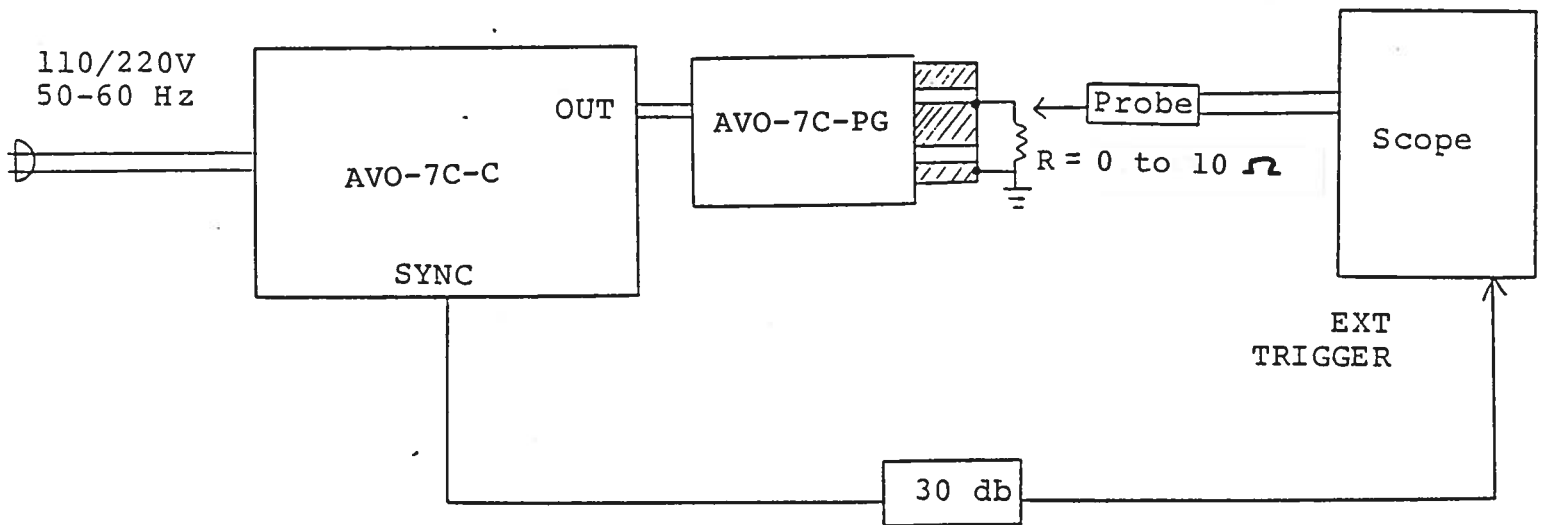 110/220V
50-60 Hz
OUT
AVO-7C-C
SYNC
AVO-7C-PG
R = 0 to 10 Ω
Probe
Scope
EXT
TRIGGER
30 db